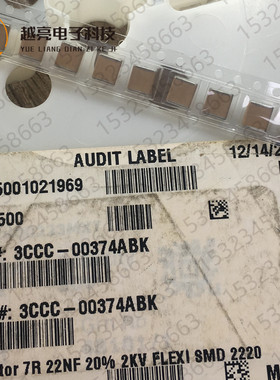 越亮电子科技
YUE LIANG DIAN ZI KE JI
AUDIT LABEL
12/14/2
5001021969
500
#: 3CCC-00374ABK
#: 3CCC-00374ABK
tor 7R 22NF 20% 2KV FLEXI SMD 2220
M
15323458663